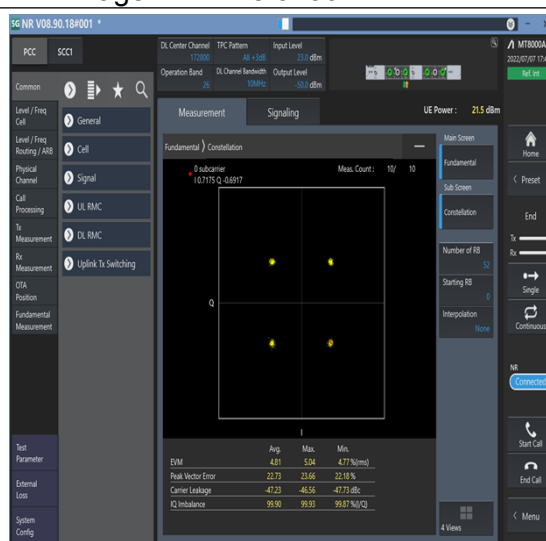 SG NR V08.90.18#001 *
PCC
SCC1
DL Center Channel TPC Pattern Input Level
172000 All +3dB 23.0 dBm
Operation Band DL Channel Bandwidth Output Level
26 10MHz -50.0 dBm
MT8000A
2022/07/07 17:4
Ref. Int
Common
Level / Freq
Cell
Level / Freq
Routing / ARB
Physical
Channel
Call
Processing
Tx
Measurement
Rx
Measurement
OTA
Position
Fundamental
Measurement
Test
Parameter
External
Loss
System
Config
General
Cell
Signal
UL RMC
DL RMC
Uplink Tx Switching
Measurement Signaling UE Power : 21.5 dBm
Fundamental Constellation
0 subcarrier Meas. Count : 10/ 10
I 0.7175 Q -0.6917
Q
I
Avg. Max. Min.
EVM 4.81 5.04 4.77 %(rms)
Peak Vector Error 22.73 23.66 22.18 %
Carrier Leakage -47.23 -46.56 -47.73 dBc
IQ Imbalance 99.90 99.93 99.87 %(I/Q)
Main Screen
Fundamental
Sub Screen
Constellation
Number of RB
52
Starting RB
0
Interpolation
None
4 Views
Home
Preset
End
Tx
Rx
Single
Continuous
NR
Connected
Start Call
End Call
Menu